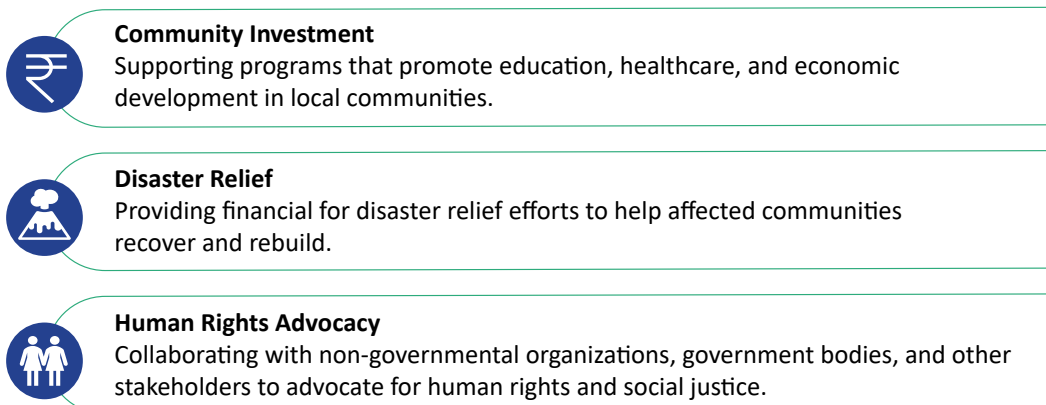 Community Investment
Supporting programs that promote education, healthcare, and economic
development in local communities.
Disaster Relief
Providing financial for disaster relief efforts to help affected communities
recover and rebuild.
Human Rights Advocacy
Collaborating with non-governmental organizations, government bodies, and other
stakeholders to advocate for human rights and social justice.